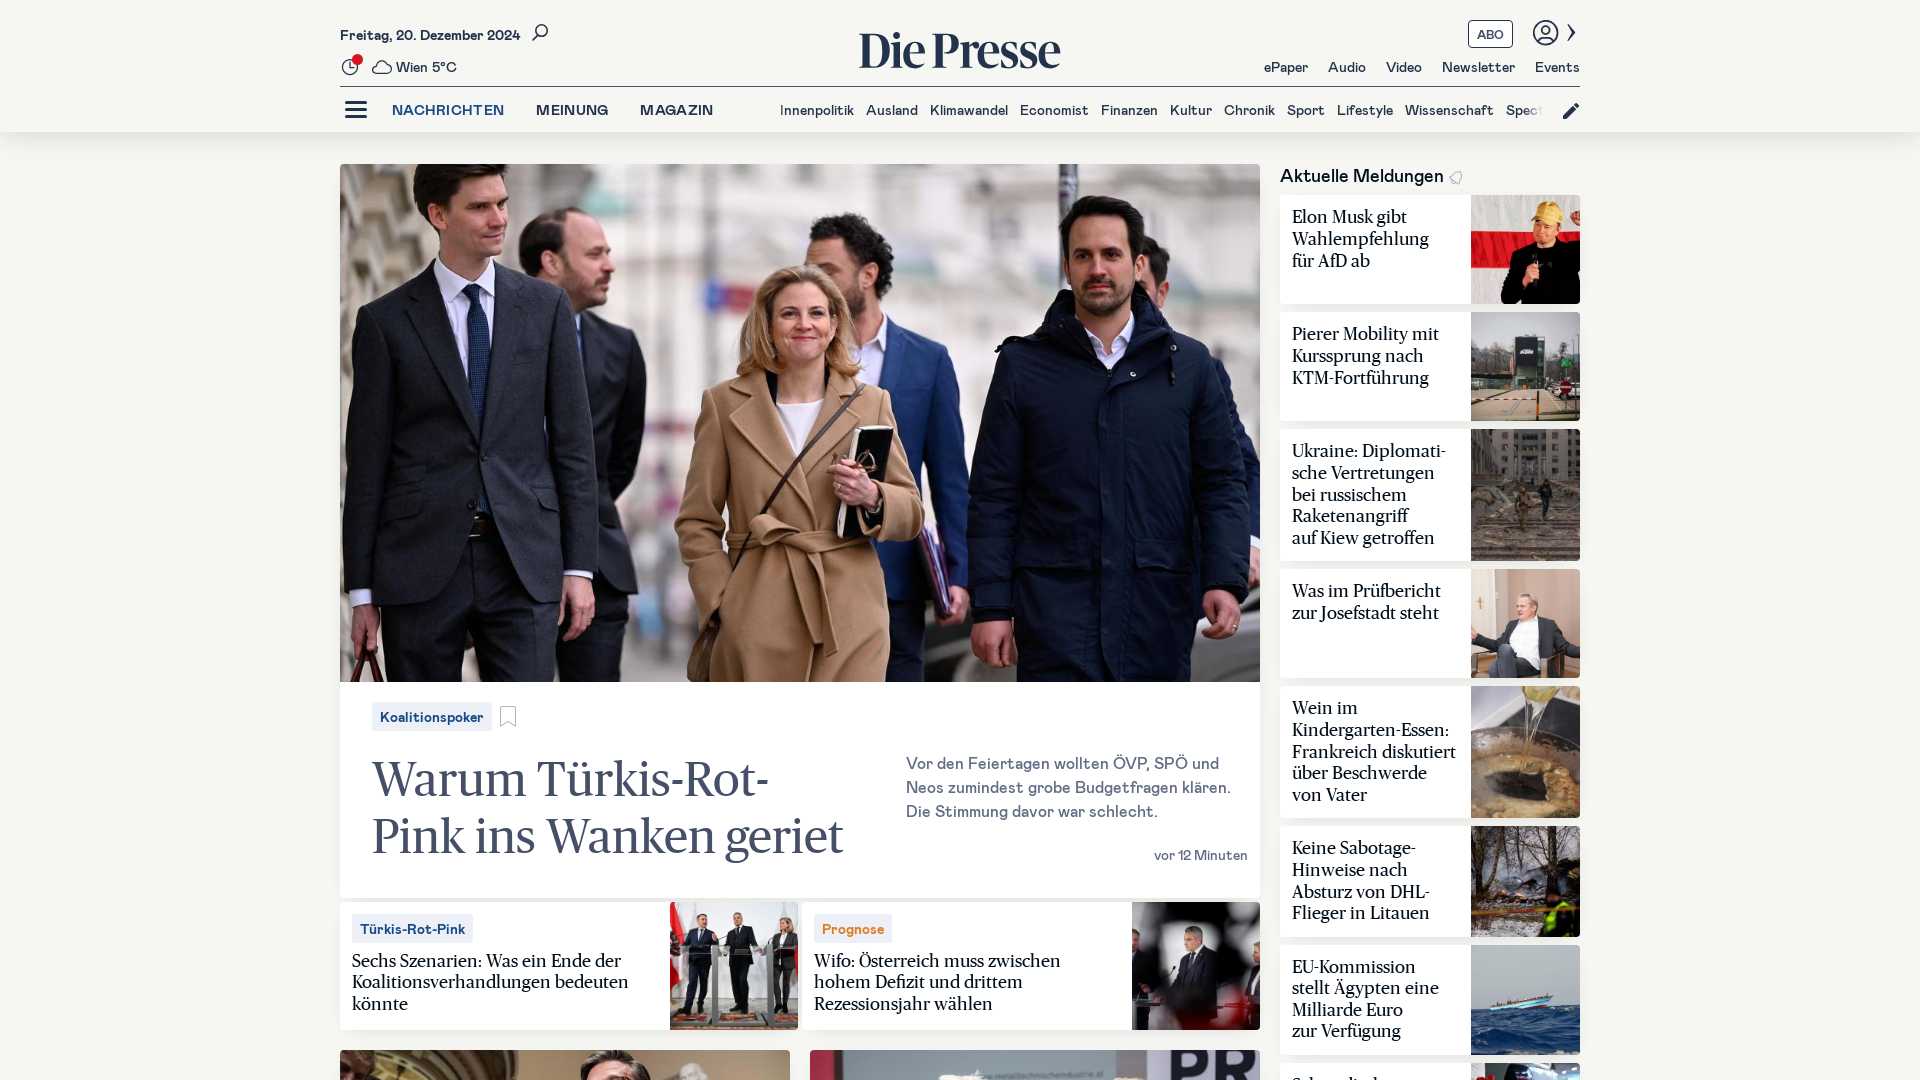 Freitag, 20. Dezember 2024
Wien 5°C
Die Presse
ABO
ePaper Audio Video Newsletter Events
NACHRICHTEN MEINUNG MAGAZIN
Innenpolitik Ausland Klimawandel Economist Finanzen Kultur Chronik Sport Lifestyle Wissenschaft Spect
Koalitionspoker
Warum Türkis-Rot-
Pink ins Wanken geriet
Vor den Feiertagen wollten ÖVP, SPÖ und
Neos zumindest grobe Budgetfragen klären.
Die Stimmung davor war schlecht.
vor 12 Minuten
Türkis-Rot-Pink
Sechs Szenarien: Was ein Ende der
Koalitionsverhandlungen bedeuten
könnte
Prognose
Wifo: Österreich muss zwischen
hohem Defizit und drittem
Rezessionsjahr wählen
PR
Aktuelle Meldungen
Elon Musk gibt
Wahlempfehlung
für AfD ab
Pierer Mobility mit
Kurssprung nach
KTM-Fortführung
Ukraine: Diplomati-
sche Vertretungen
bei russischem
Raketenangriff
auf Kiew getroffen
Was im Prüfbericht
zur Josefstadt steht
Wein im
Kindergarten-Essen:
Frankreich diskutiert
über Beschwerde
von Vater
Keine Sabotage-
Hinweise nach
Absturz von DHL-
Flieger in Litauen
EU-Kommission
stellt Ägypten eine
Milliarde Euro
zur Verfügung